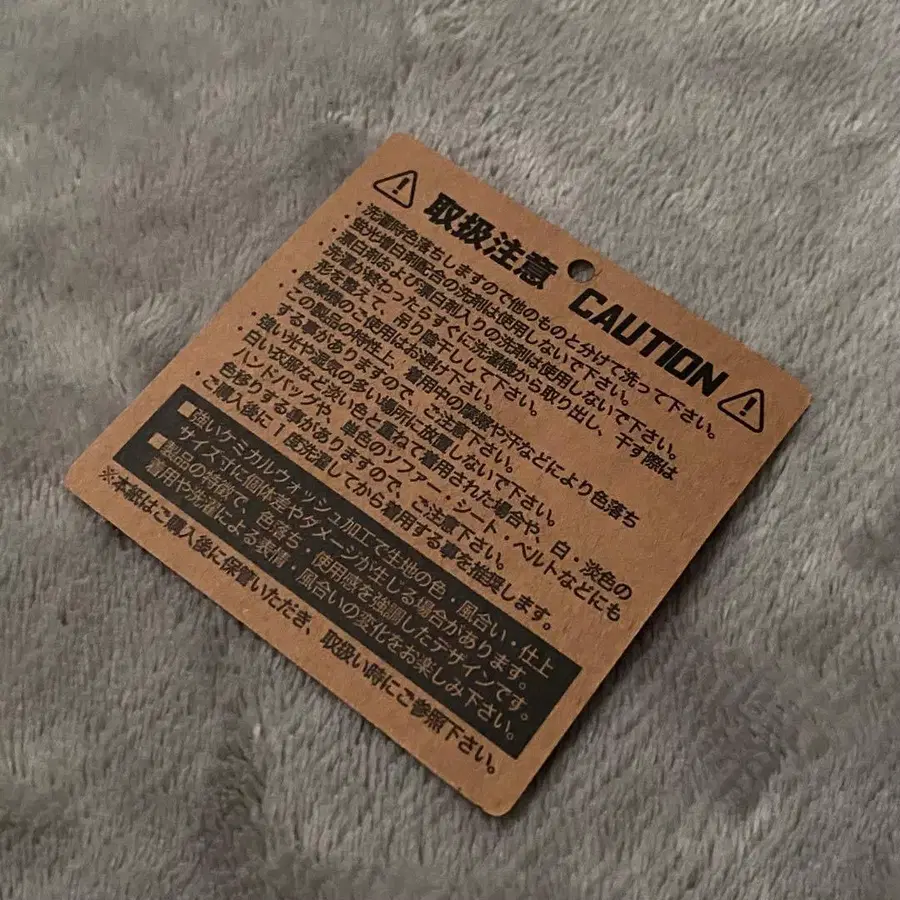 取扱注意 CAUTION
・洗濯時色落ちしますので他のものと分けて洗って下さい。
・蛍光増白剤配合の洗剤は使用しないで下さい。
・漂白剤および漂白剤入りの洗剤は使用しないで下さい。
・洗濯が終わったらすぐに洗濯機から取り出し、干す際は
形を整えて、吊り陰干しして下さい。
・乾燥機のご使用はお避け下さい。
・この製品の特性上、着用中の摩擦や汗などにより色落ち
する事がありますので、ご注意下さい。
・強い光や湿気の多い場所に放置しないで下さい。
・白い衣服など淡い色と重ねて着用された場合や、白・淡色の
ハンドバッグや、単色のソファー・シート・ベルトなどにも
色移りする事がありますので、ご注意下さい。
・ご購入後に1度お洗濯してから着用する事を推奨します。
■強いケミカルウォッシュ加工で生地の色・風合い・仕上
サイズ寸に個体差やダメージが生じる場合があります。
■製品の特徴で、色落ち・使用感を強調したデザインです。
着用や洗濯による表情・風合いの変化をお楽しみ下さい。
※本紙はご購入後に保管いただき、取扱い時にご参照下さい。